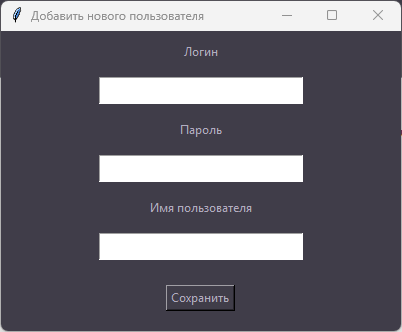 Добавить нового пользователя
Логин
Пароль
Имя пользователя
Сохранить